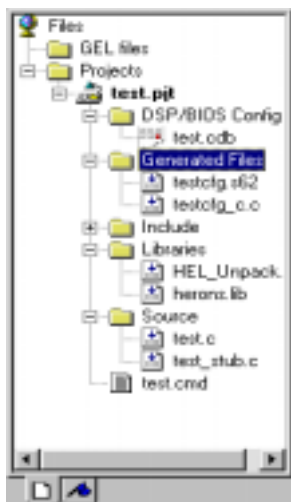 Files
GEL files
Projects
test.pjt
DSP/BIOS Config
test.cdb
Generated Files
testcfg.s62
testcfg_c.c
Include
Libraries
HEL_Unpack.
herons.lib
Source
test.c
test_stub.c
test.cmd